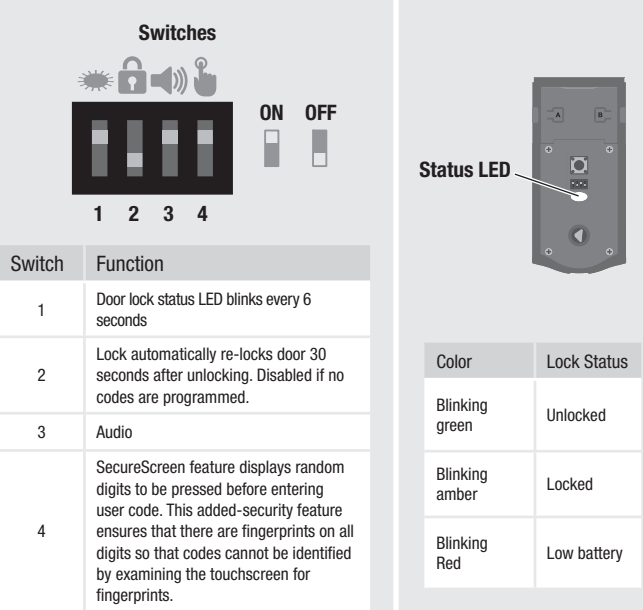 Switches
ON OFF
1 2 3 4
Switch Function
1 Door lock status LED blinks every 6
seconds
2 Lock automatically re-locks door 30
seconds after unlocking. Disabled if no
codes are programmed.
3 Audio
4 SecureScreen feature displays random
digits to be pressed before entering
user code. This added-security feature
ensures that there are fingerprints on all
digits so that codes cannot be identified
by examining the touchscreen for
fingerprints.
A B
Status LED
Color Lock Status
Blinking
green Unlocked
Blinking
amber Locked
Blinking
Red Low battery